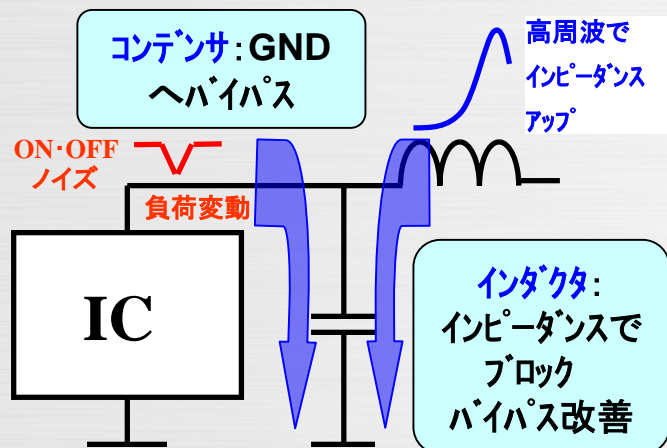 コンデンサ：GND
へバイパス
高周波で
インピーダンス
アップ
ON･OFF
ノイズ
負荷変動
IC
インダクタ：
インピーダンスで
ブロック
バイパス改善